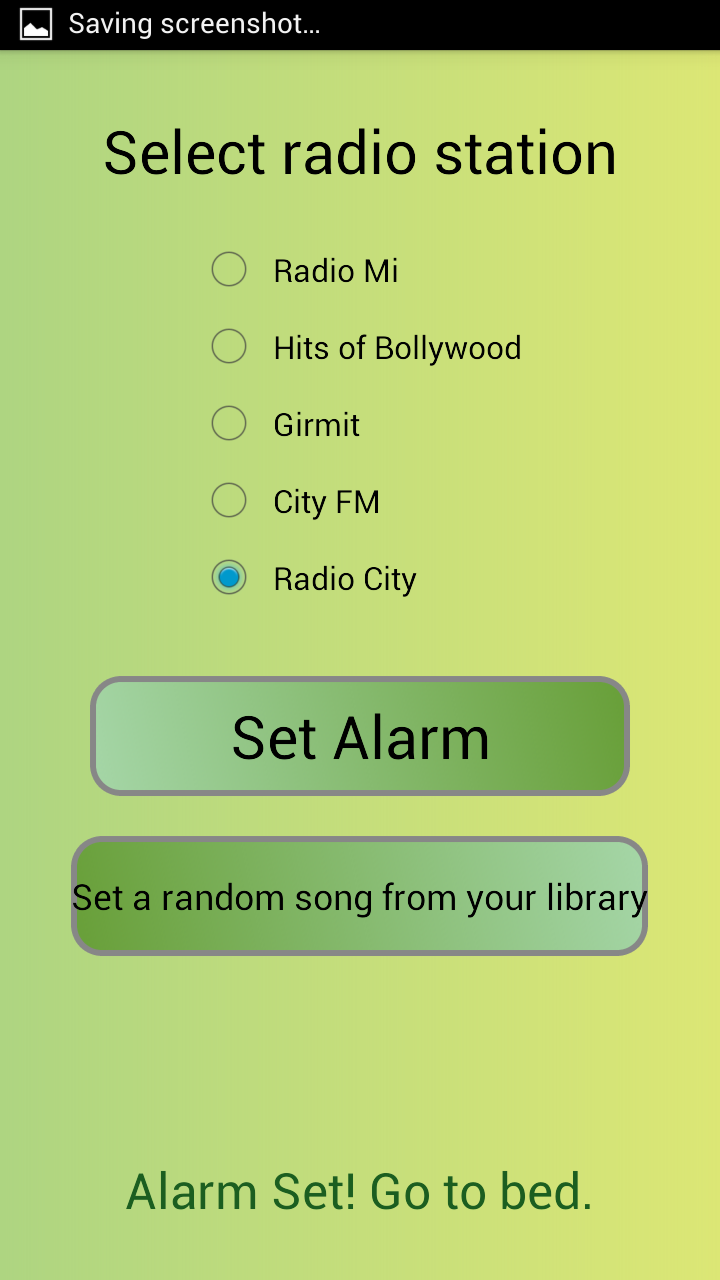 Saving screenshot...
Select radio station
Radio Mi
Hits of Bollywood
Girmit
City FM
Radio City
Set Alarm
Set a random song from your library
Alarm Set! Go to bed.